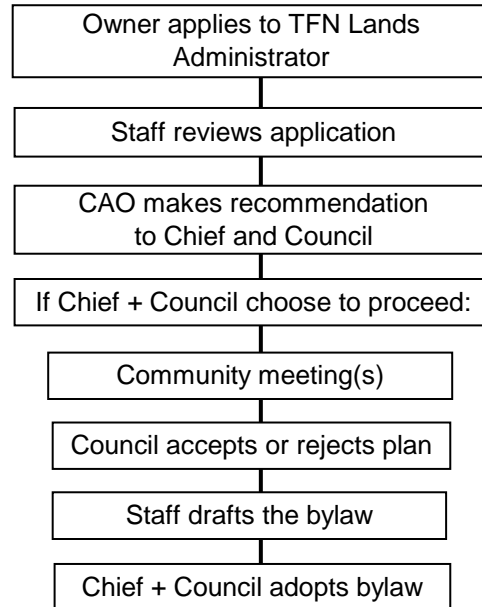 Owner applies to TFN Lands
Administrator
Staff reviews application
CAO makes recommendation
to Chief and Council
If Chief + Council choose to proceed:
Community meeting(s)
Council accepts or rejects plan
Staff drafts the bylaw
Chief + Council adopts bylaw